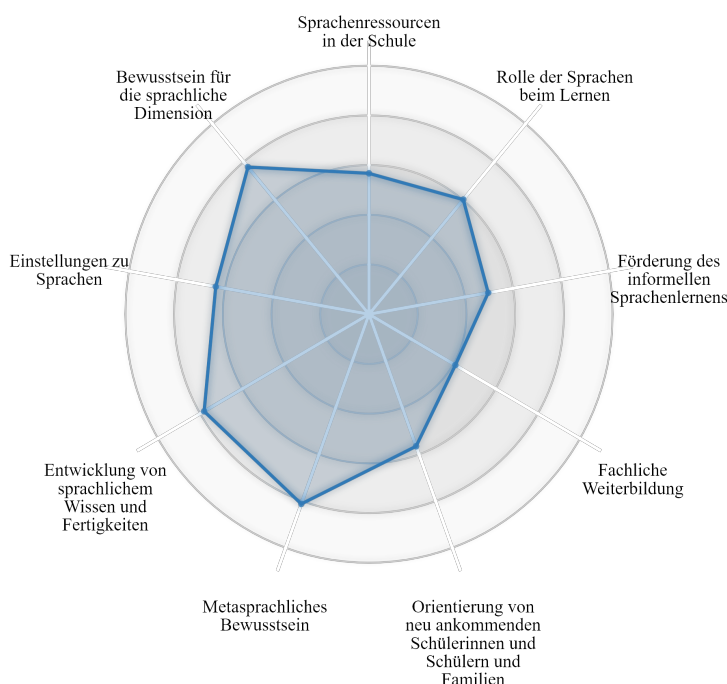 Sprachenressourcen
in der Schule
Rolle der Sprachen
beim Lernen
Förderung des
informellen
Sprachenlernens
Fachliche
Weiterbildung
Orientierung von
neu ankommenden
Schülerinnen und
Schülern und
Familien
Metasprachliches
Bewusstsein
Entwicklung von
sprachlichem
Wissen und
Fertigkeiten
Einstellungen zu
Sprachen
Bewusstsein für
die sprachliche
Dimension